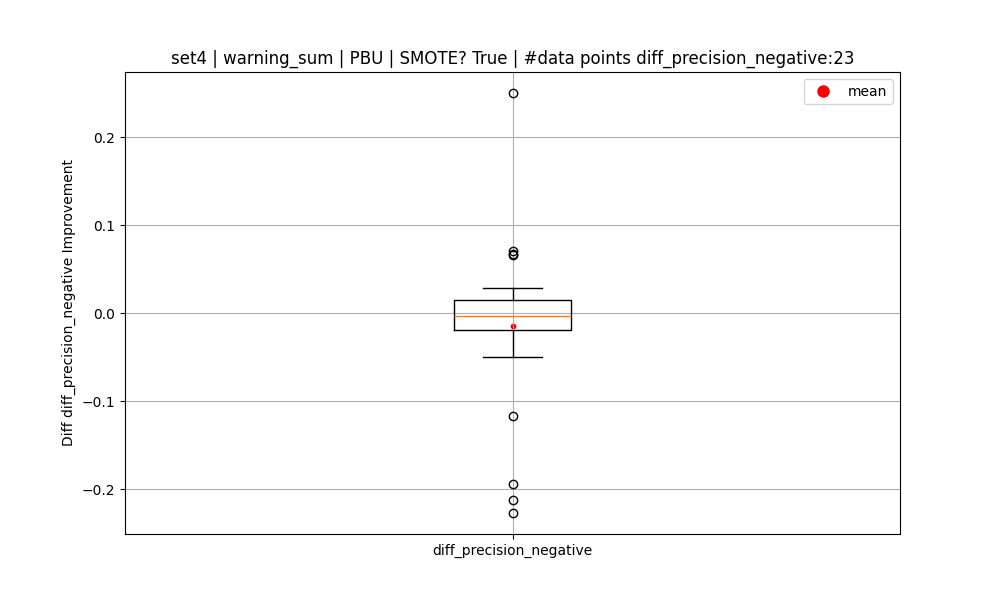 set4 | warning_sum | PBU | SMOTE? True | #data points diff_precision_negative:23
mean
0.2
0.1
0.0
−0.1
−0.2
Diff diff_precision_negative Improvement
diff_precision_negative